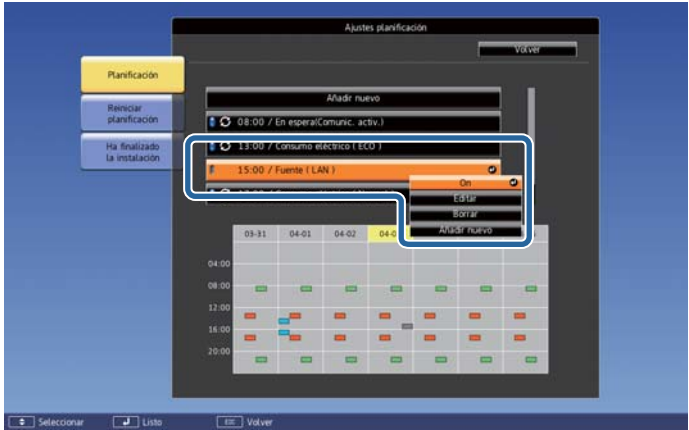 Ajustes planificación
Volver
Planificación
Reiniciar
planificación
Ha finalizado
la instalación
Añadir nuevo
08:00 / En espera(Comunic. activ.)
13:00 / Consumo eléctrico ( ECO )
15:00 / Fuente ( LAN )
On
Editar
Borrar
Añadir nuevo
03-31 04-01 04-02
04:00
08:00
12:00
16:00
20:00
Seleccionar
Listo
Esc Volver